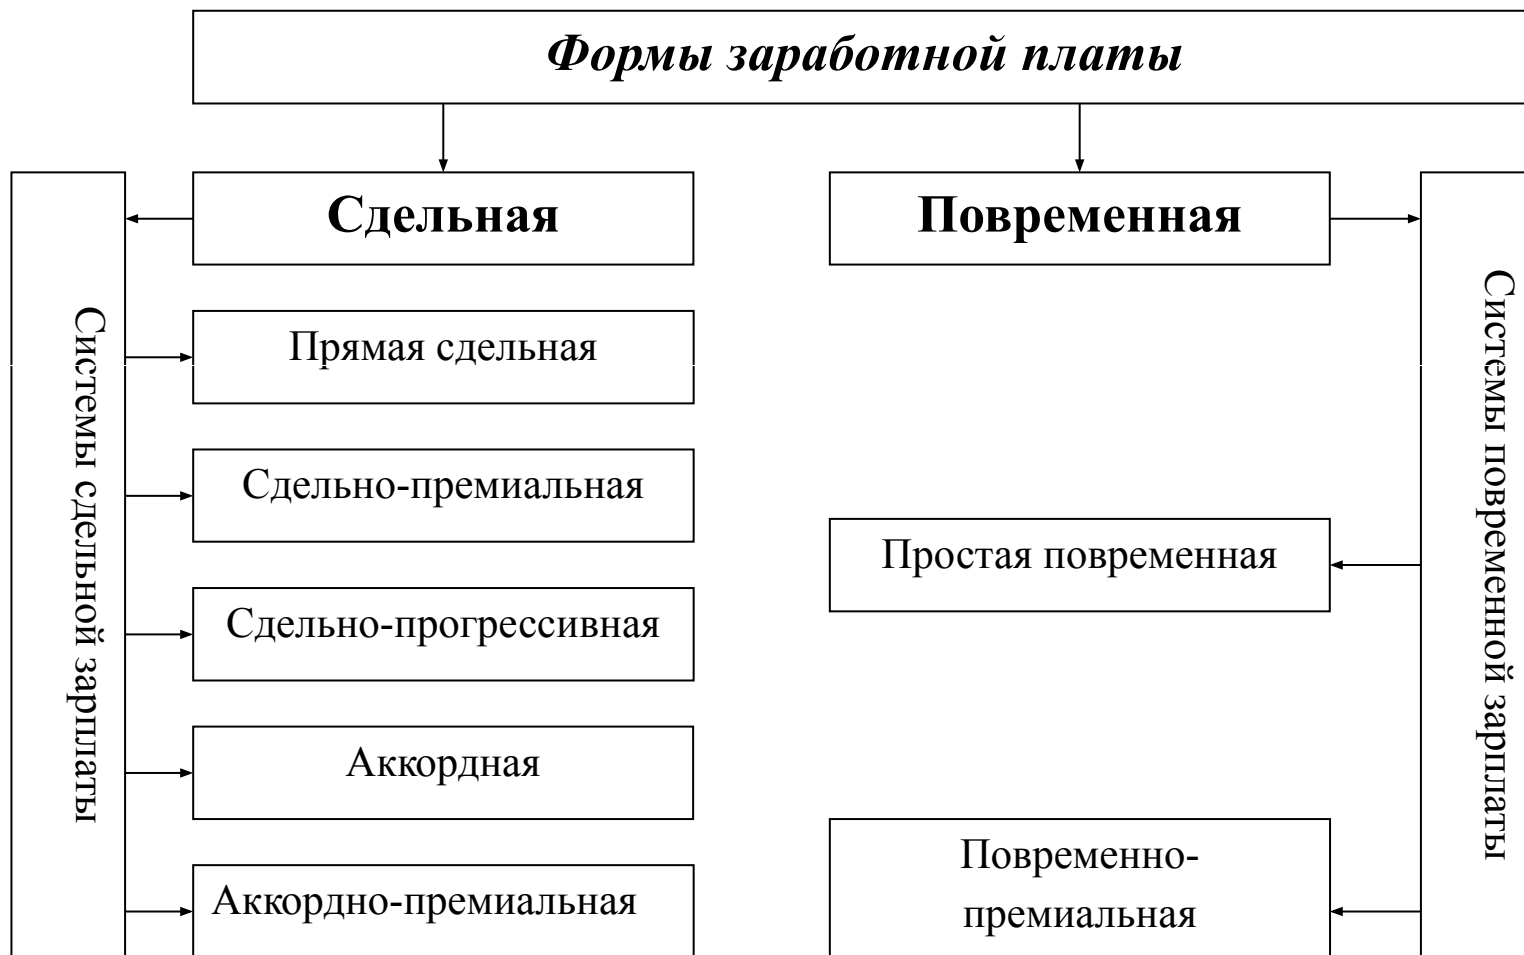 Формы заработной платы
Сдельная
Повременная
Системы сдельной зарплаты
Прямая сдельная
Сдельно-премиальная
Сдельно-прогрессивная
Аккордная
Аккордно-премиальная
Системы повременной зарплаты
Простая повременная
Повременно-
премиальная